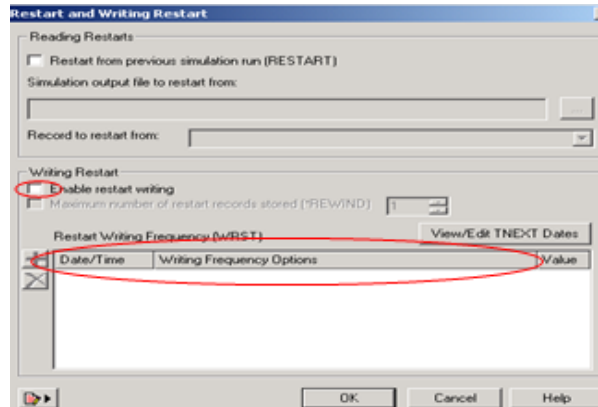 Restart and Writing Restart
Reading Restarts
Restart from previous simulation run (RESTART)
Simulation output file to restart from:
...
Record to restart from:
Writing Restart
Enable restart writing
Maximum number of restart records stored (*REWIND) 1
Restart Writing Frequency (WRST) View/Edit TNEXT Dates
Date/Time Writing Frequency Options Value
OK Cancel Help